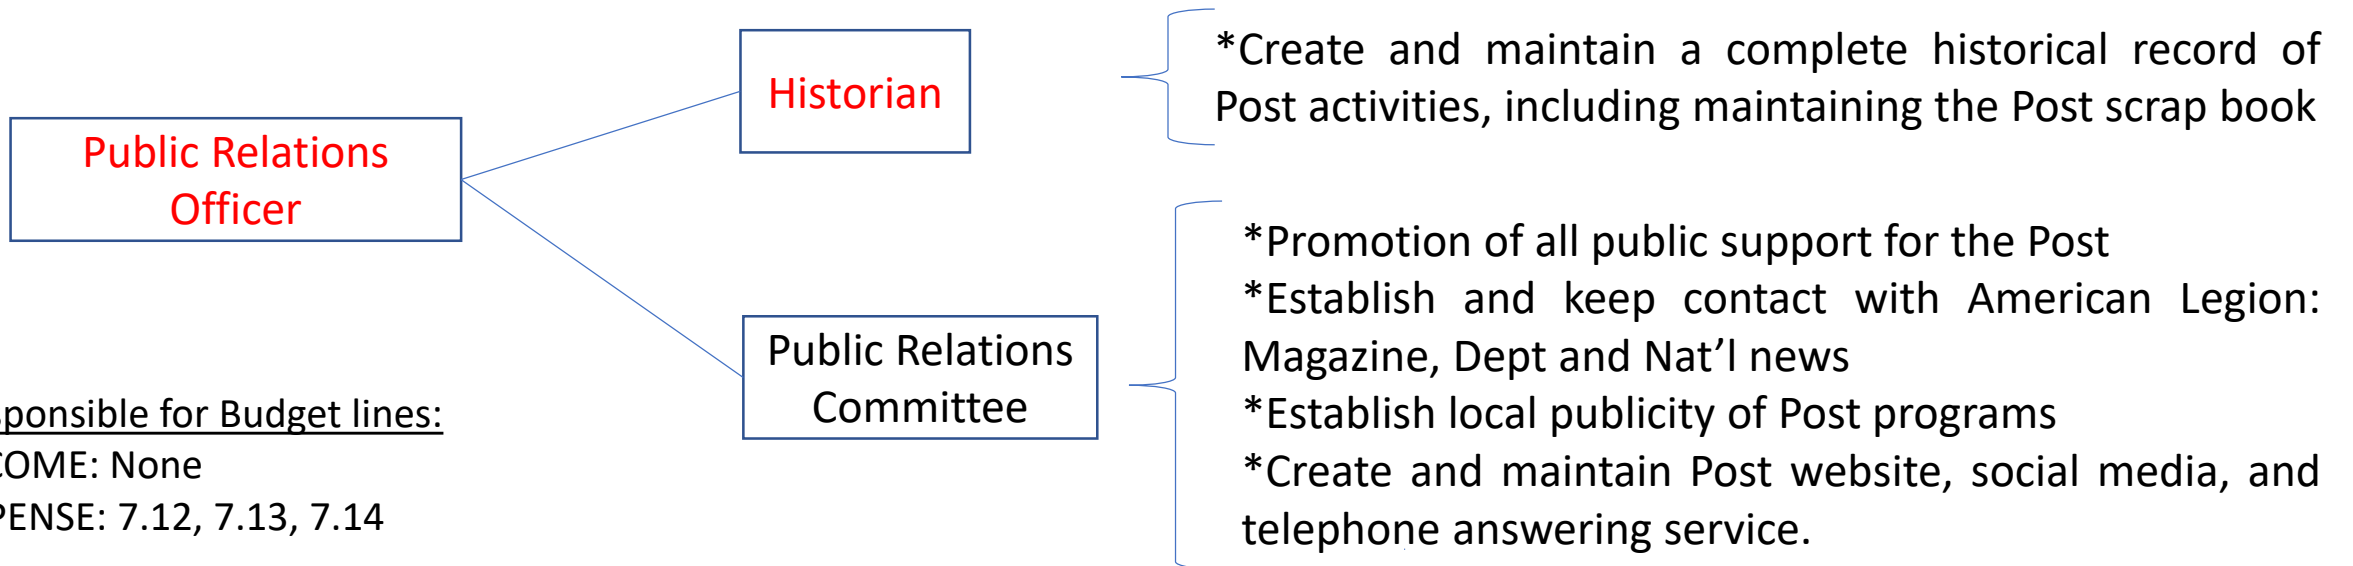 Historian
*Create and maintain a complete historical record of
Post activities, including maintaining the Post scrap book
Public Relations
Officer
Public Relations
Committee
*Promotion of all public support for the Post
*Establish and keep contact with American Legion:
Magazine, Dept and Nat’l news
*Establish local publicity of Post programs
*Create and maintain Post website, social media, and
telephone answering service.
sponsible for Budget lines:
COME: None
PENSE: 7.12, 7.13, 7.14